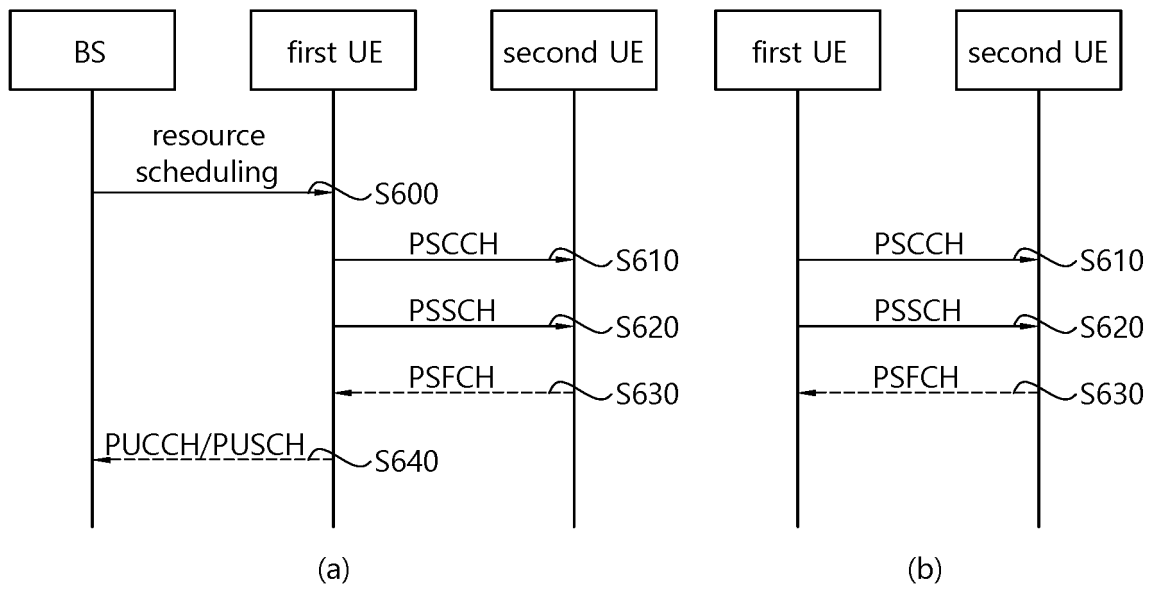 BS
first UE
second UE
resource
scheduling
S600
PSCCH
S610
PSSCH
S620
PSFCH
S630
PUCCH/PUSCH
S640
(a)
first UE
second UE
PSCCH
S610
PSSCH
S620
PSFCH
S630
(b)